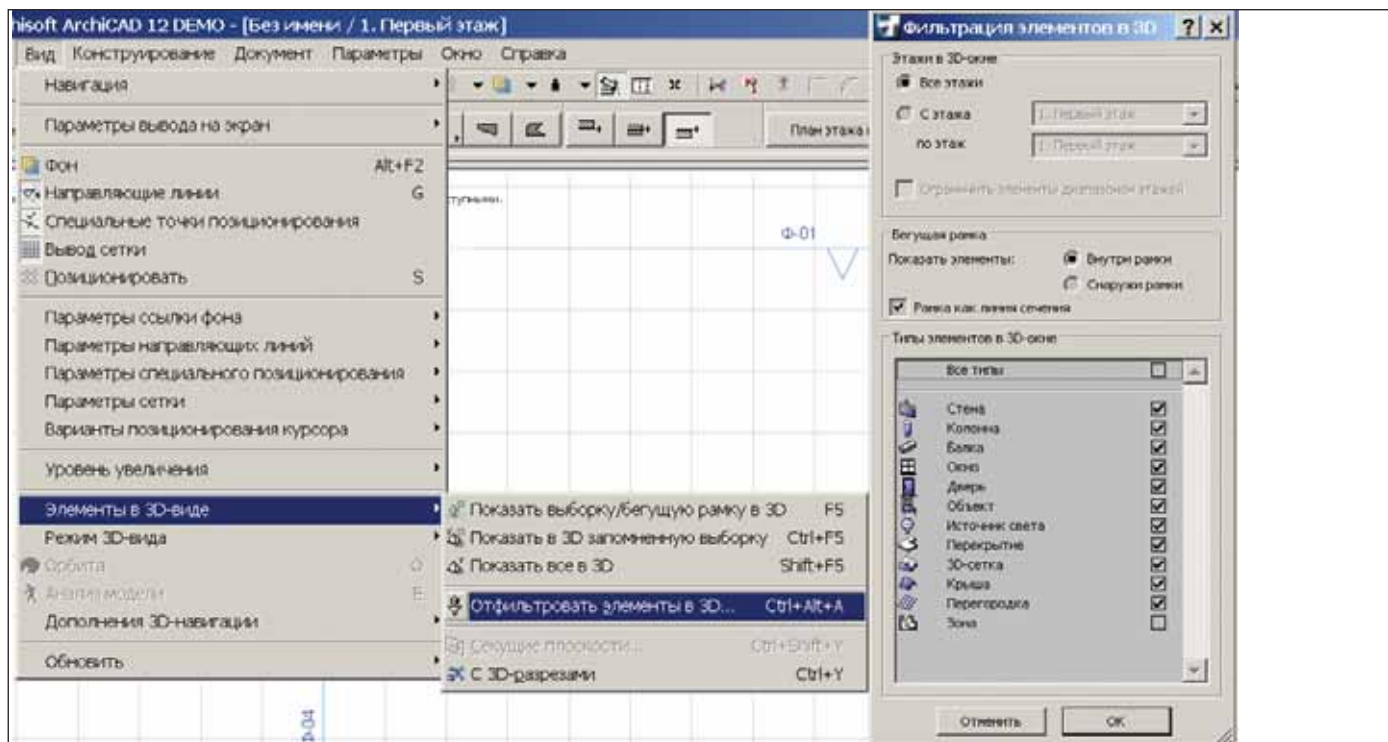 hisoft ArchiCAD 12 DEMO - [Без имени / 1. Первый этаж]
Вид Конструирование Документ Параметры Окно Справка
Навигация
Параметры вывода на экран
Фон Alt+F2
Направляющие линии G
Специальные точки позиционирования
Вывод сетки
Позиционировать S
Параметры ссылки фона
Параметры направляющих линий
Параметры специального позиционирования
Параметры сетки
Варианты позиционирования курсора
Уровень увеличения
Элементы в 3D-виде
Режим 3D-вида
Орбита O
Анализ модели E
Дополнения 3D-навигации
Обновить
План этажа
ступными.
Ф-01
Ф-04
Показать выборку/бегущую рамку в 3D F5
Показать в 3D запомненную выборку Ctrl+F5
Показать все в 3D Shift+F5
Отфильтровать элементы в 3D... Ctrl+Alt+A
Секущие плоскости... Ctrl+Shift+Y
С 3D-разрезами Ctrl+Y
Фильтрация элементов в 3D
Этажи в 3D-окне
Все этажи
С этажа 1. Первый этаж
по этаж 1. Первый этаж
Ограничить элементы диапазоном этажей
Бегущая рамка
Показать элементы: Внутри рамки
Снаружи рамки
Рамка как линия сечения
Типы элементов в 3D-окне
Все типы
Стена
Колонна
Балка
Окно
Дверь
Объект
Источник света
Перекрытие
3D-сетка
Крыша
Перегородка
Зона
Отменить OK